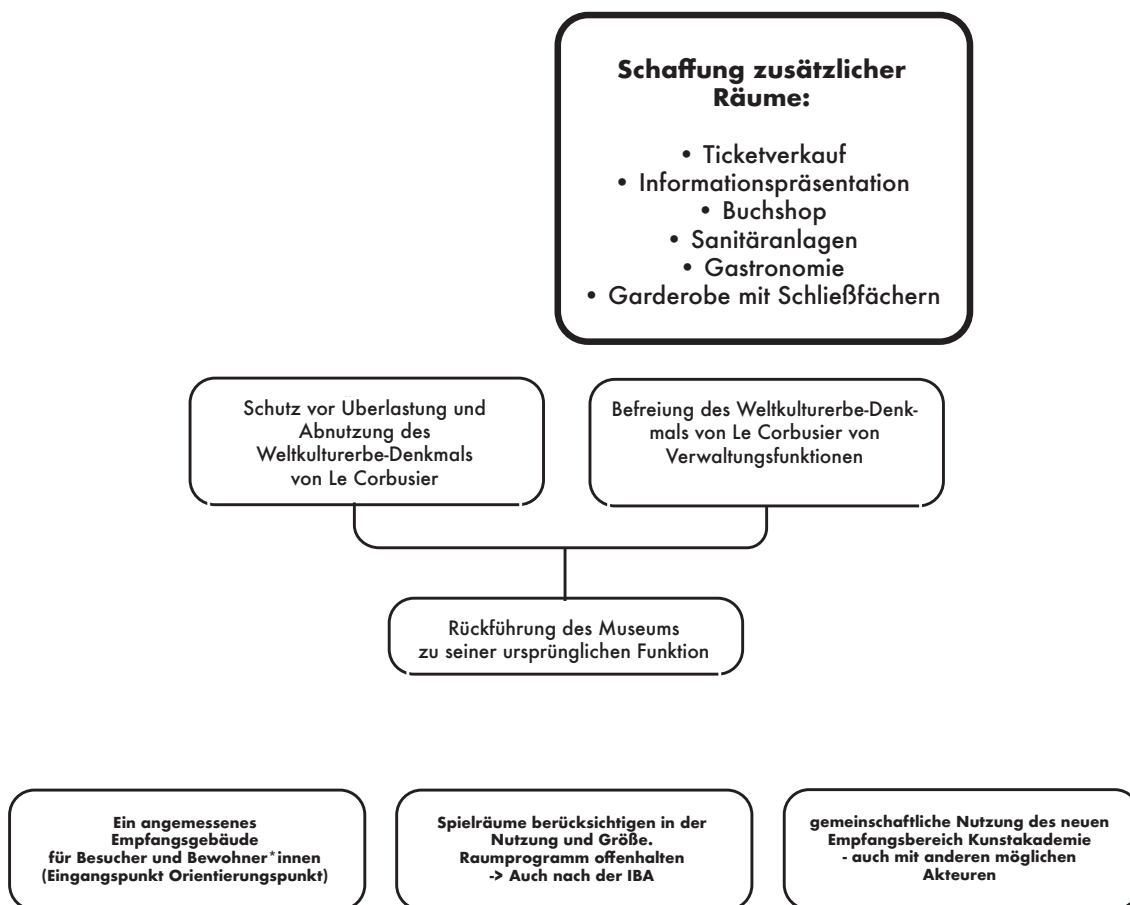 Schaffung zusätzlicher
Räume:
• Ticketverkauf
• Informationspräsentation
• Buchshop
• Sanitäranlagen
• Gastronomie
• Garderobe mit Schließfächern
Schutz vor Überlastung und
Abnutzung des
Weltkulturerbe-Denkmals
von Le Corbusier
Befreiung des Weltkulturerbe-Denk-
mals von Le Corbusier von
Verwaltungsfunktionen
Rückführung des Museums
zu seiner ursprünglichen Funktion
Ein angemessenes
Empfangsgebäude
für Besucher und Bewohner*innen
(Eingangspunkt Orientierungspunkt)
Spielräume berücksichtigen in der
Nutzung und Größe.
Raumprogramm offenhalten
-> Auch nach der IBA
gemeinschaftliche Nutzung des neuen
Empfangsbereich Kunstakademie
- auch mit anderen möglichen
Akteuren